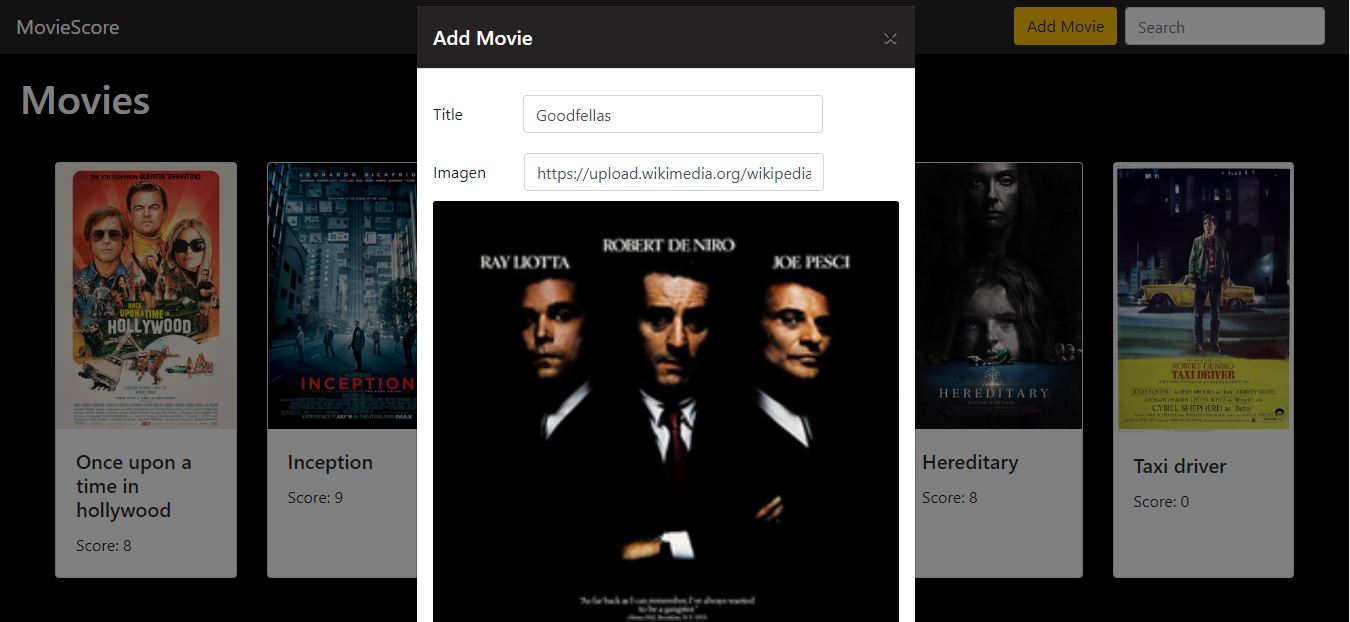 MovieScore
Add Movie
Search
Movies
Add Movie
×
Title
Goodfellas
Imagen
https://upload.wikimedia.org/wikipedia
RAY LIOTTA
ROBERT DE NIRO
JOE PESCI
"As far back as I can remember, I've always wanted
to be a gangster."
THE 9TH FILM FROM QUENTIN TARANTINO
ONCE
UPON A TIME IN
HOLLYWOOD
JULY
Once upon a
time in
hollywood
Score: 8
LEONARDO DICAPRIO
INCEPTION
Inception
Score: 9
HEREDITARY
Hereditary
Score: 8
ROBERT DE NIRO
TAXI DRIVER
JODIE FOSTER
CYBILL SHEPHERD as "Betsy"
Taxi driver
Score: 0